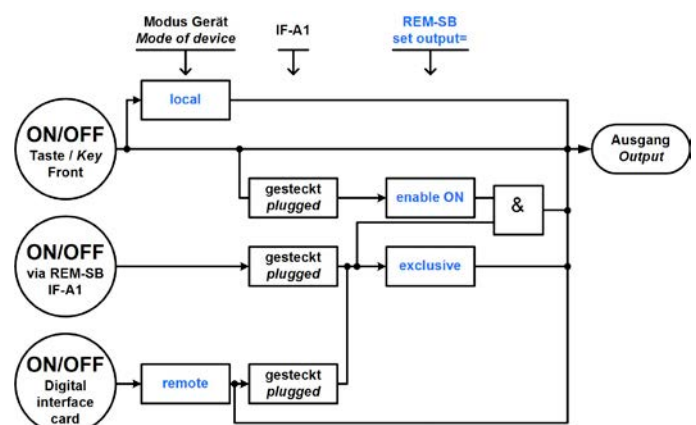 Modus Gerät
Mode of device
IF-A1
REM-SB
set output=
local
ON/OFF
Taste / Key
Front
Ausgang
Output
gesteckt
plugged
enable ON
&
ON/OFF
via REM-SB
IF-A1
gesteckt
plugged
exclusive
ON/OFF
Digital
interface
card
remote
gesteckt
plugged